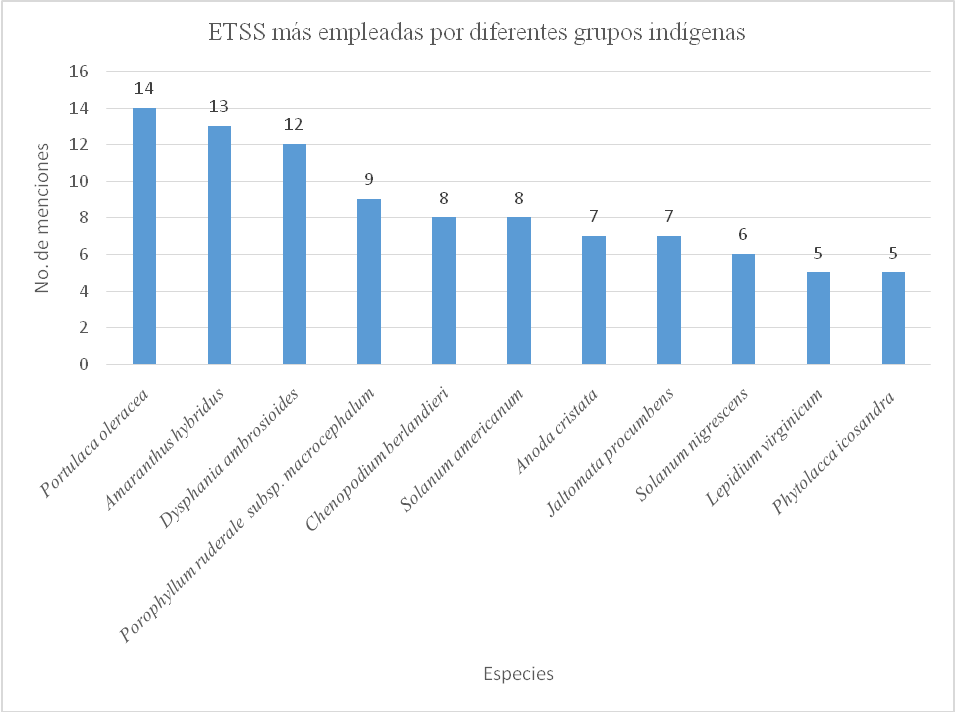 ETSS más empleadas por diferentes grupos indígenas
No. de menciones
16
14
12
10
8
6
4
2
0
14
13
12
9
8
8
7
7
6
5
5
Portulaca oleracea
Amaranthus hybridus
Dysphania ambrosioides
Porophyllum ruderale subsp. macrocephalum
Chenopodium berlandieri
Solanum americanum
Anoda cristata
Jaltomata procumbens
Solanum nigrescens
Lepidium virginicum
Phytolacca icosandra
Especies